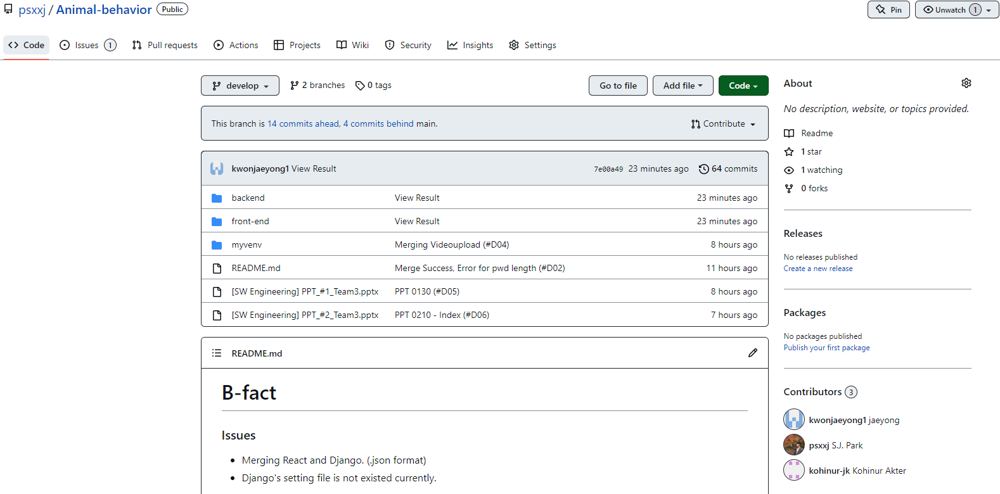 psxxj / Animal-behavior Public
Pin
Unwatch 1
Code
Issues 1
Pull requests
Actions
Projects
Wiki
Security
Insights
Settings
develop
2 branches
0 tags
Go to file
Add file
Code
This branch is 14 commits ahead, 4 commits behind main.
Contribute
kwonjaeyong1 View Result
7e00a49 23 minutes ago
64 commits
backend View Result 23 minutes ago
front-end View Result 23 minutes ago
myvenv Merging Videoupload (#D04) 8 hours ago
README.md Merge Success, Error for pwd length (#D02) 11 hours ago
[SW Engineering] PPT_#1_Team3.pptx PPT 0130 (#D05) 8 hours ago
[SW Engineering] PPT_#2_Team3.pptx PPT 0210 - Index (#D06) 7 hours ago
README.md
B-fact
Issues
Merging React and Django. (.json format)
Django's setting file is not existed currently.
About
No description, website, or topics provided.
Readme
1 star
1 watching
0 forks
Releases
No releases published
Create a new release
Packages
No packages published
Publish your first package
Contributors 3
kwonjaeyong1 jaeyong
psxxj S.J. Park
kohinur-jk Kohinur Akter